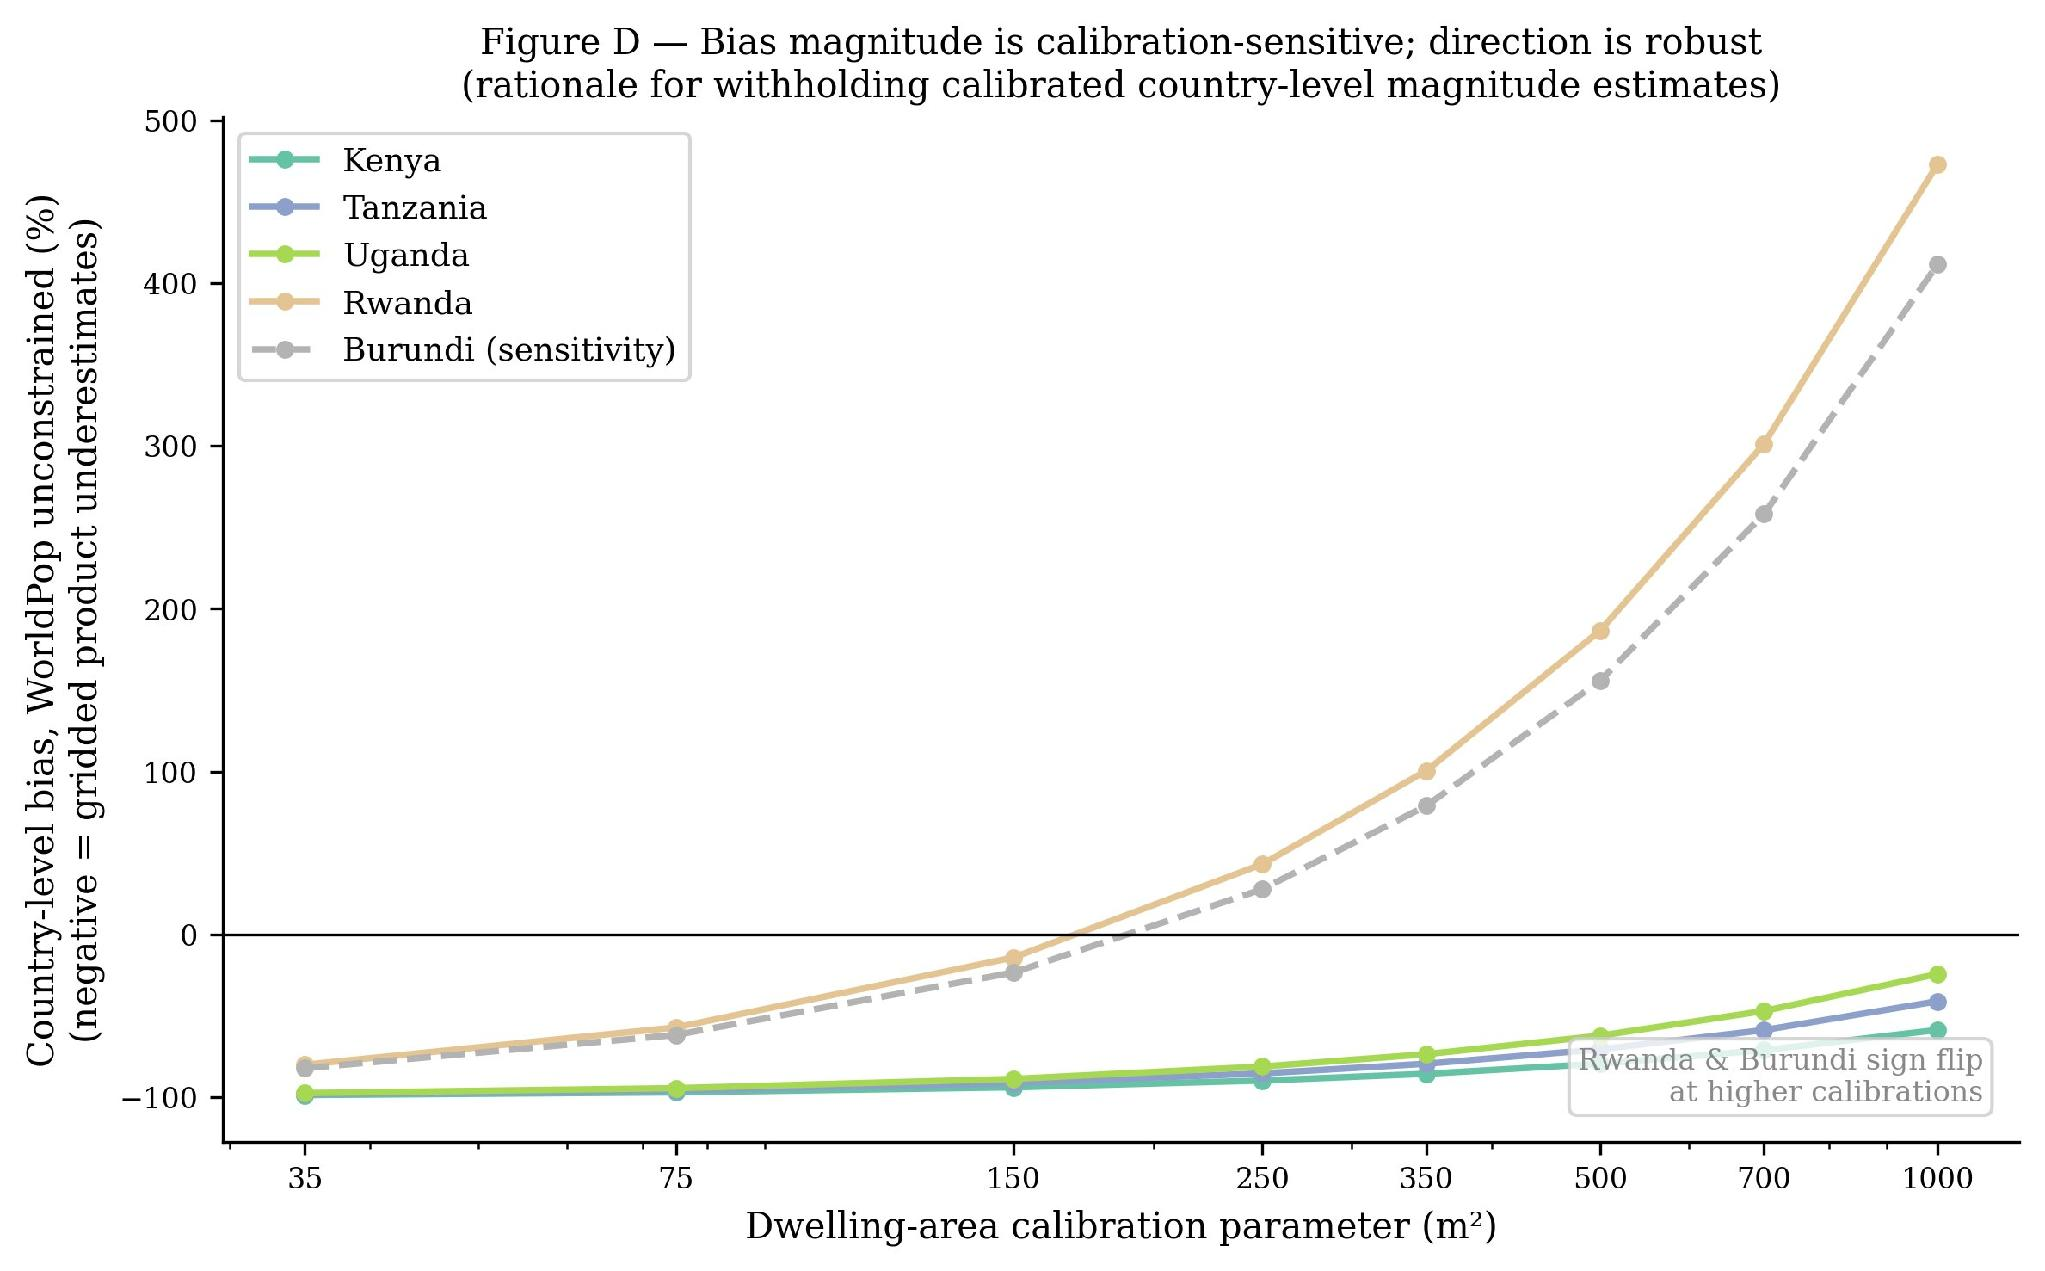 Figure D — Bias magnitude is calibration-sensitive; direction is robust
(rationale for withholding calibrated country-level magnitude estimates)
Country-level bias, WorldPop unconstrained (%)
(negative = gridded product underestimates)
500
400
300
200
100
0
−100
Kenya
Tanzania
Uganda
Rwanda
Burundi (sensitivity)
Rwanda & Burundi sign flip
at higher calibrations
35
75
150
250
350
500
700
1000
Dwelling-area calibration parameter (m²)